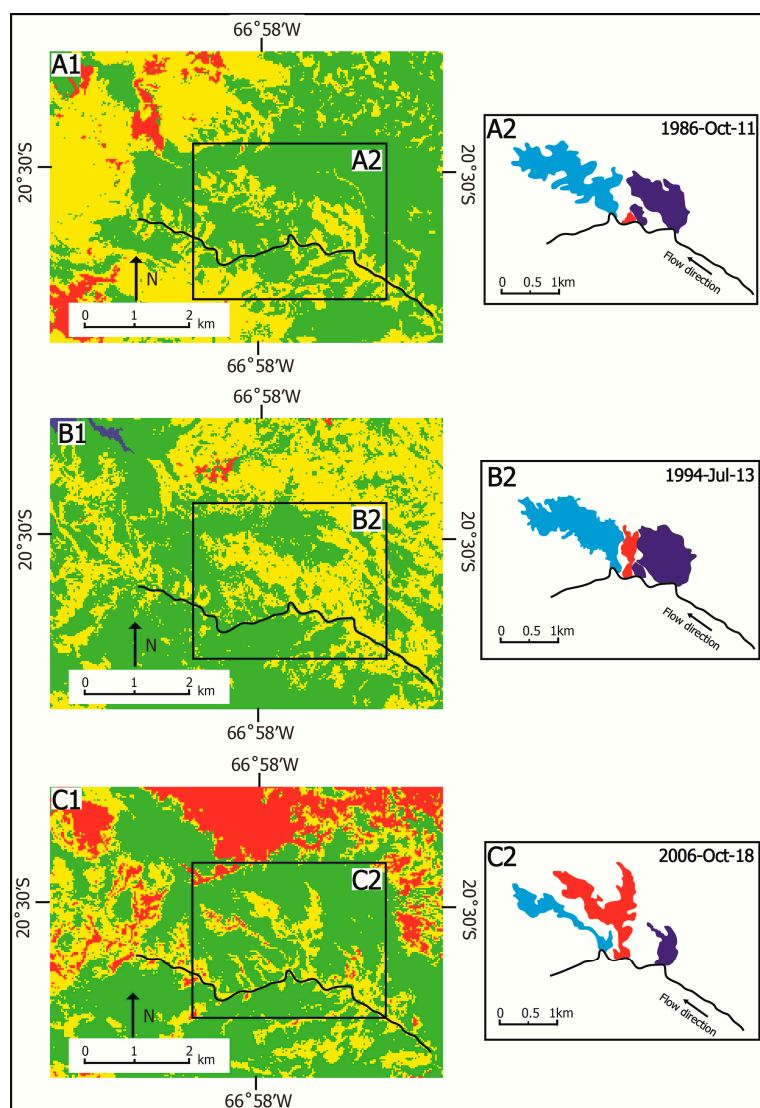 66°58'W
A1
A2
20°30'S
20°30'S
N
0 1 2
km
66°58'W
A2
1986-Oct-11
0 0.5 1km
Flow direction
66°58'W
B1
B2
20°30'S
20°30'S
N
0 1 2
km
66°58'W
B2
1994-Jul-13
0 0.5 1km
Flow direction
66°58'W
C1
C2
20°30'S
20°30'S
N
0 1 2
km
66°58'W
C2
2006-Oct-18
0 0.5 1km
Flow direction